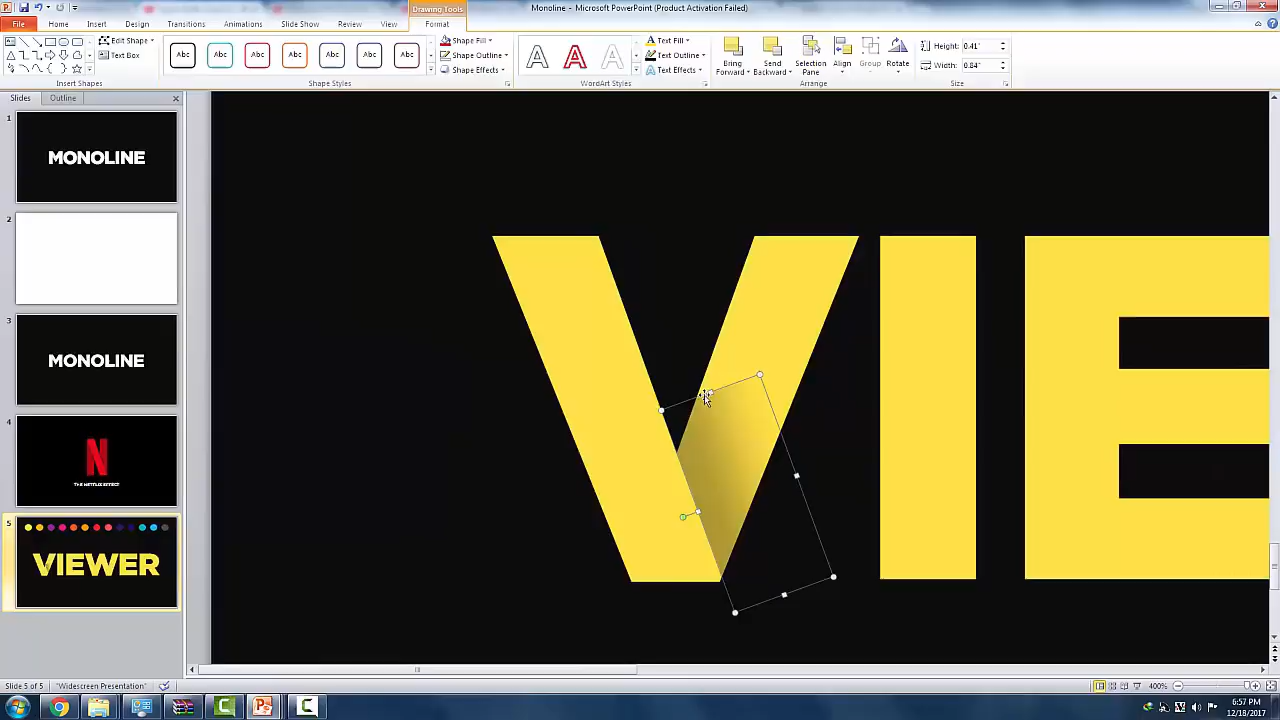 Drawing Tools
Monoline - Microsoft PowerPoint (Product Activation Failed)
File Home Insert Design Transitions Animations Slide Show Review View Format
Edit Shape
Text Box
Insert Shapes
Abc Abc Abc Abc Abc Abc Abc
Shape Fill
Shape Outline
Shape Effects
Shape Styles
A A A
Text Fill
Text Outline
Text Effects
WordArt Styles
Bring Forward
Send Backward
Selection Pane
Align
Group
Rotate
Arrange
Height: 0.41"
Width: 0.84"
Size
Slides Outline
1
MONOLINE
2
3
MONOLINE
4
N
THE NETFLIX EFFECT
5
VIEWER
VIE
Slide 5 of 5 "Widescreen Presentation" 400%
6:57 PM
12/18/2017